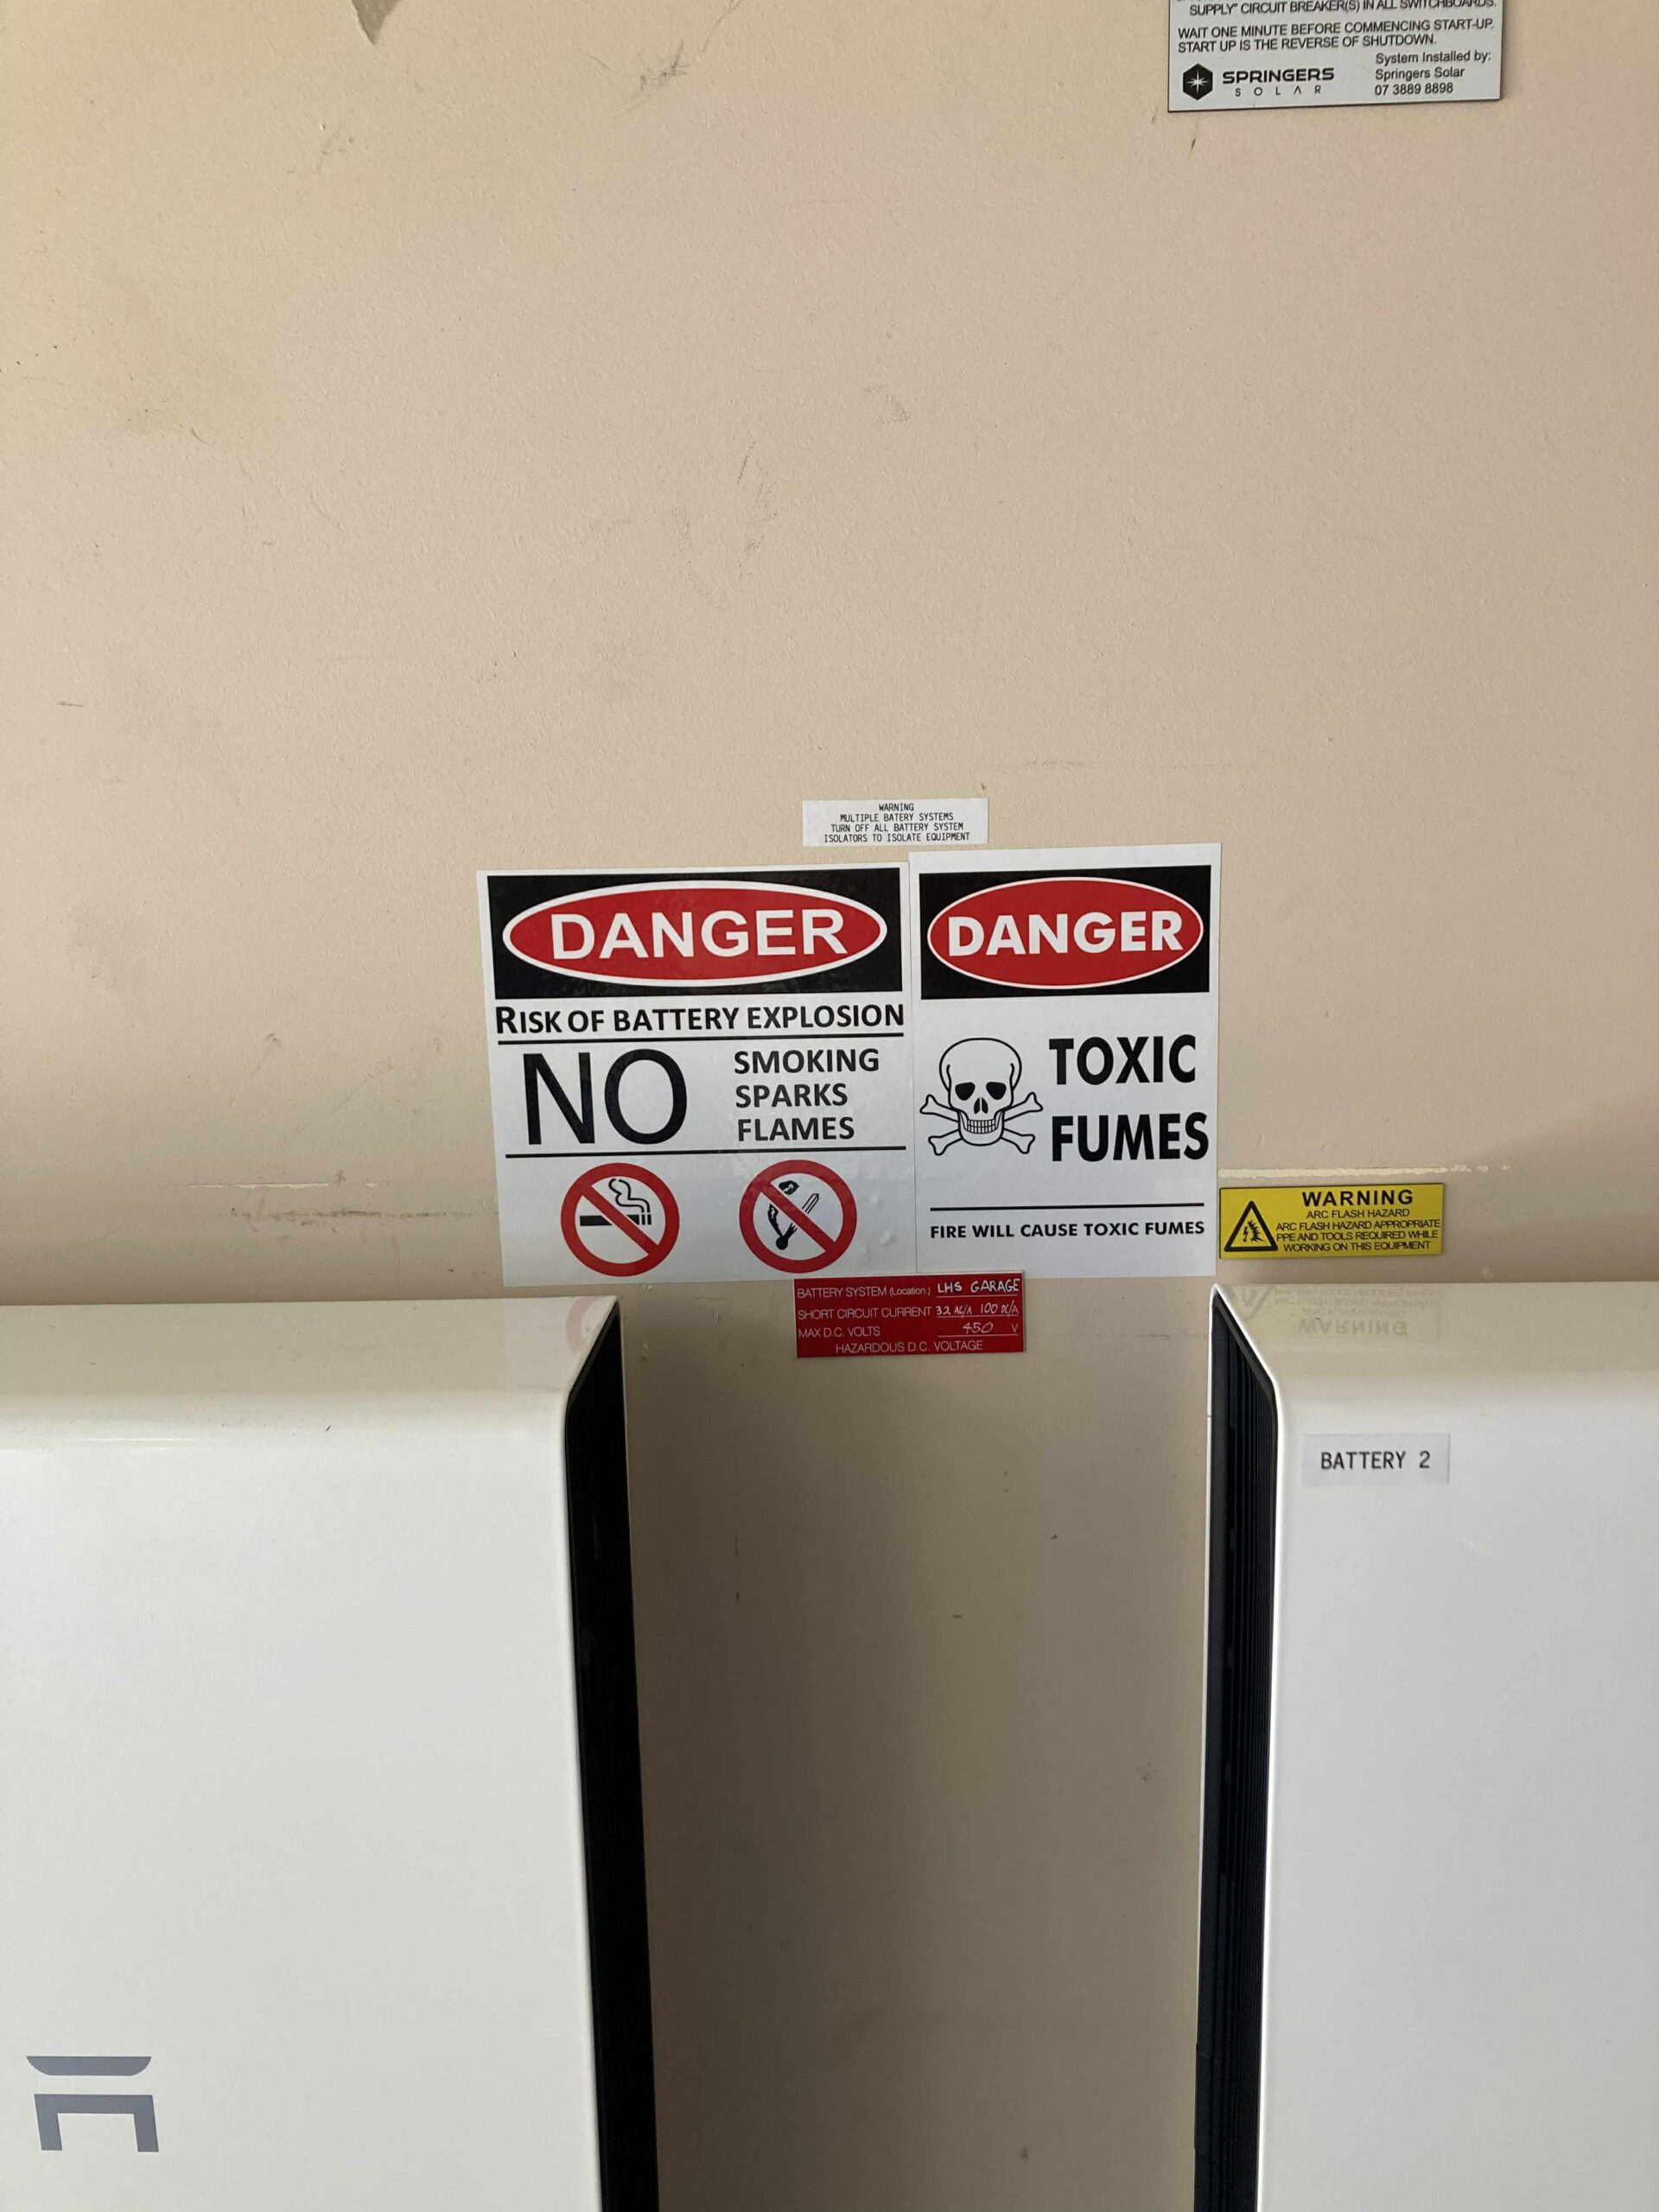 SUPPLY" CIRCUIT BREAKER(S) IN ALL SWITCHBOARDS.
WAIT ONE MINUTE BEFORE COMMENCING START-UP.
START UP IS THE REVERSE OF SHUTDOWN.
SPRINGERS
SOLAR
System Installed by:
Springers Solar
07 3889 8898
WARNING
MULTIPLE BATERY SYSTEMS
TURN OFF ALL BATTERY SYSTEM
ISOLATORS TO ISOLATE EQUIPMENT
DANGER
RISK OF BATTERY EXPLOSION
NO
SMOKING
SPARKS
FLAMES
DANGER
TOXIC
FUMES
FIRE WILL CAUSE TOXIC FUMES
WARNING
ARC FLASH HAZARD
ARC FLASH HAZARD APPROPRIATE
PPE AND TOOLS REQUIRED WHILE
WORKING ON THIS EQUIPMENT
BATTERY SYSTEM (Location:) LHS GARAGE
SHORT CIRCUIT CURRENT 32 AC/A 100 DC/A
MAX D.C. VOLTS 450 V
HAZARDOUS D.C. VOLTAGE
BATTERY 2